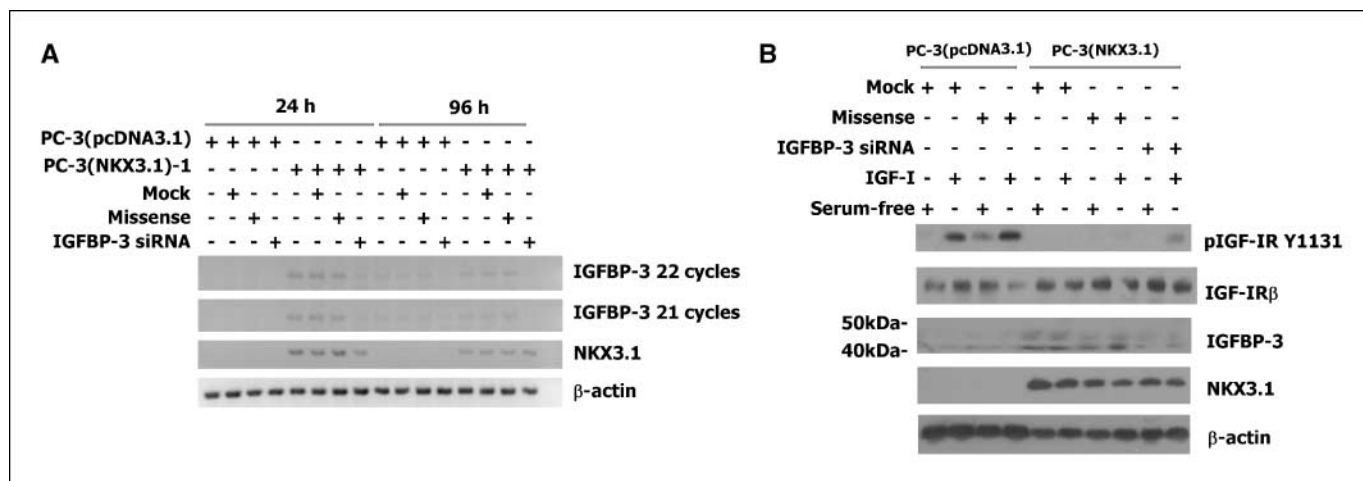 A
24 h 96 h
PC-3(pcDNA3.1) + + + + - - - - + + + + - - - -
PC-3(NKX3.1)-1 - - - - + + + + - - - - + + + +
Mock - + - - - + - - - + - - - + - -
Missense - - + - - - + - - - + - - - + -
IGFBP-3 siRNA - - - + - - - + - - - + - - - +
IGFBP-3 22 cycles
IGFBP-3 21 cycles
NKX3.1
β-actin
B
PC-3(pcDNA3.1) PC-3(NKX3.1)
Mock + + - - + + - - - -
Missense - - + + - - + + - -
IGFBP-3 siRNA - - - - - - - - + +
IGF-I - + - + - + - + - +
Serum-free + - + - + - + - + -
pIGF-IR Y1131
IGF-IRβ
50kDa-
40kDa-
IGFBP-3
NKX3.1
β-actin